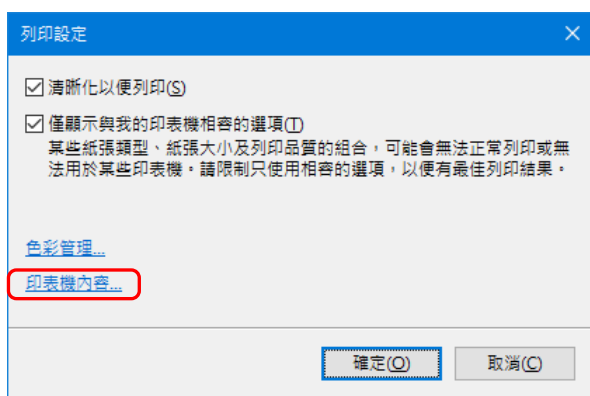 列印設定
清晰化以便列印(S)
僅顯示與我的印表機相容的選項(T)
某些紙張類型、紙張大小及列印品質的組合，可能會無法正常列印或無
法用於某些印表機。請限制只使用相容的選項，以便有最佳列印結果。
色彩管理...
印表機內容...
確定(O) 取消(C)